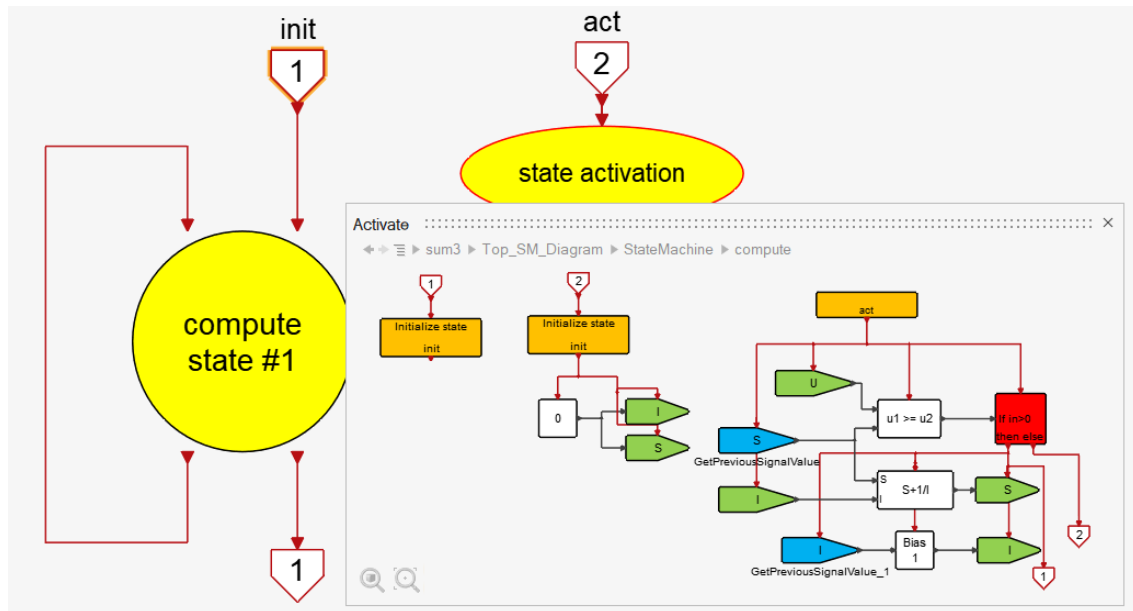 init
1
act
2
state activation
compute
state #1
1
Activate
sum3 Top_SM_Diagram StateMachine compute
1
Initialize state
init
2
Initialize state
init
0
I
S
act
U
u1 >= u2
If in>0
then else
S
GetPreviousSignalValue
S
I
S+1/I
S
I
2
I
GetPreviousSignalValue_1
Bias
1
I
1